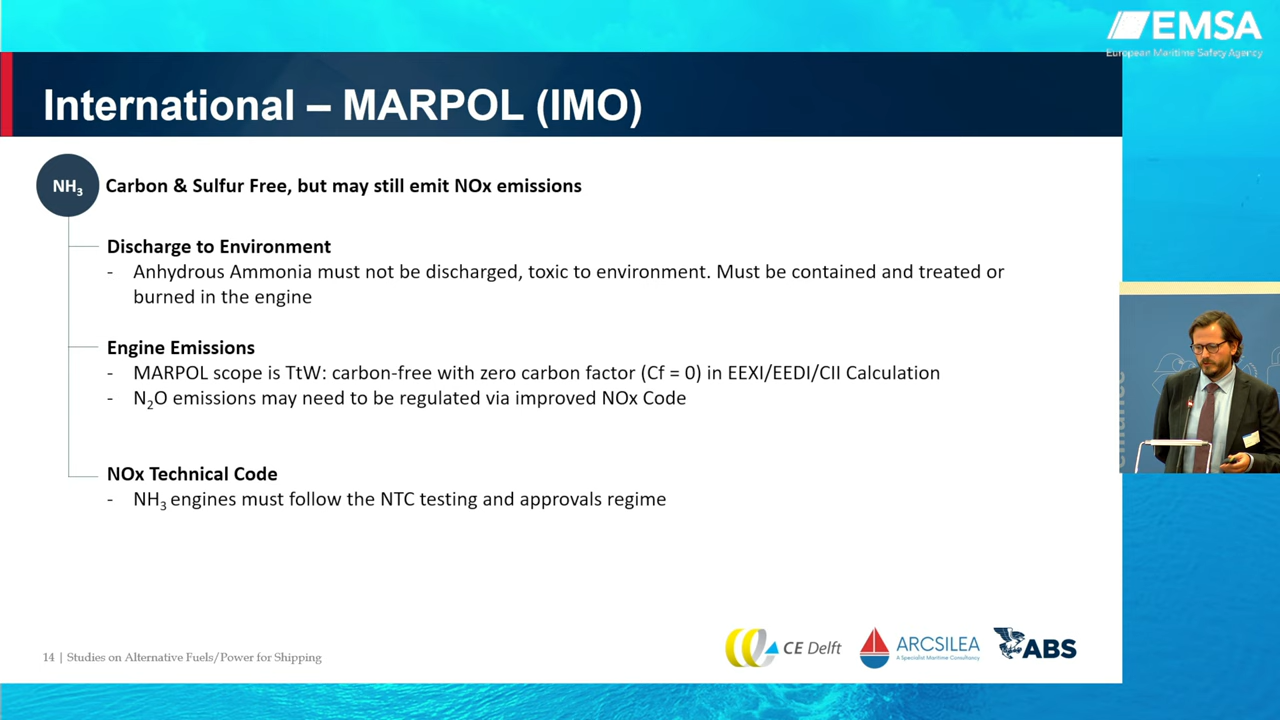 EMSA
European Maritime Safety Agency
International – MARPOL (IMO)
NH3
Carbon & Sulfur Free, but may still emit NOx emissions
Discharge to Environment
- Anhydrous Ammonia must not be discharged, toxic to environment. Must be contained and treated or
burned in the engine
Engine Emissions
- MARPOL scope is TtW: carbon-free with zero carbon factor (Cf = 0) in EEXI/EEDI/CII Calculation
- N2O emissions may need to be regulated via improved NOx Code
NOx Technical Code
- NH3 engines must follow the NTC testing and approvals regime
14 | Studies on Alternative Fuels/Power for Shipping
CE Delft
ARCSILEA
A Specialist Maritime Consultancy
ABS